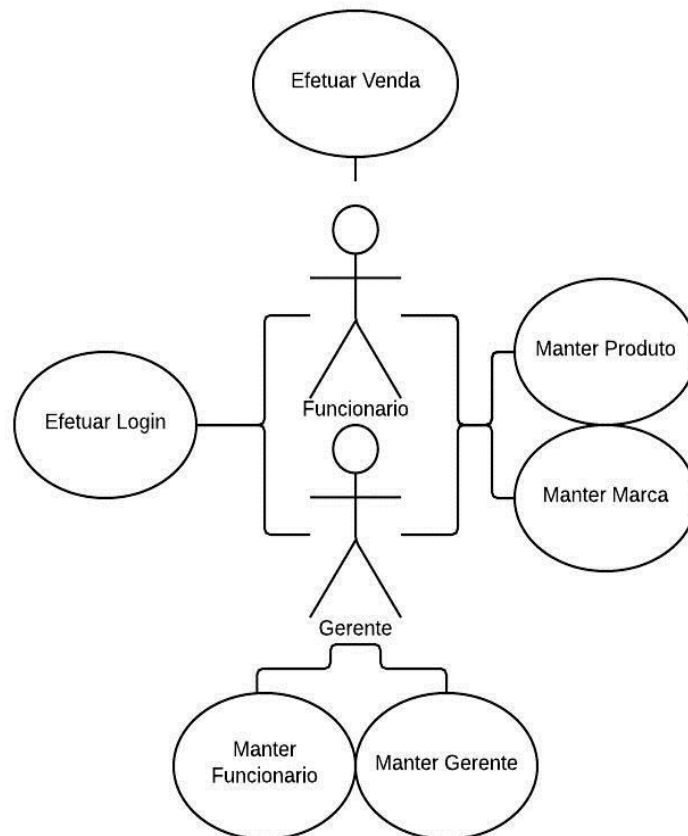 Efetuar Venda
Manter Produto
Funcionario
Efetuar Login
Manter Marca
Gerente
Manter
Funcionario
Manter Gerente